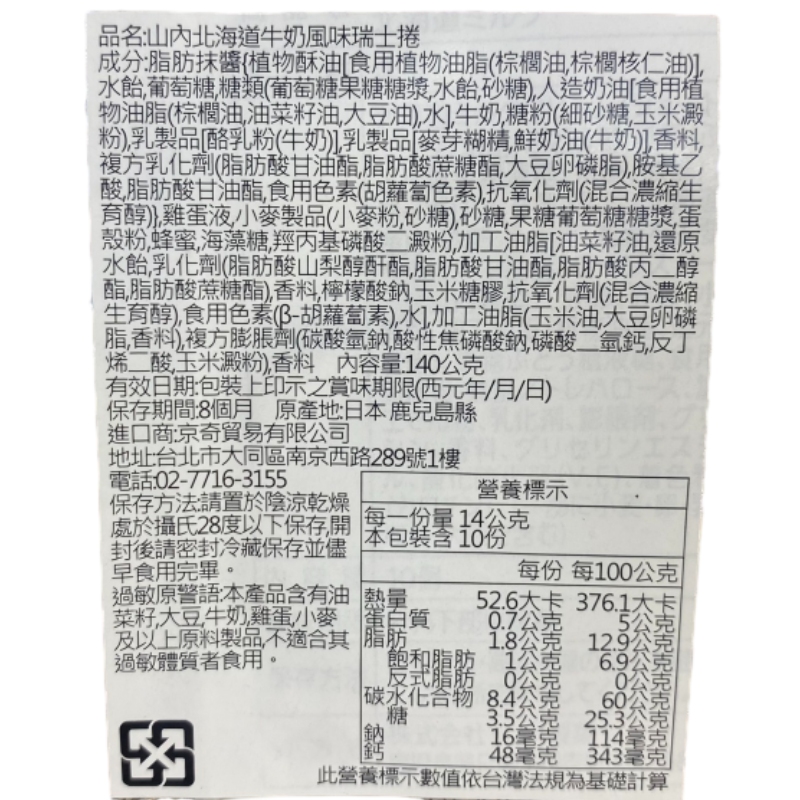 品名:山內北海道牛奶風味瑞士捲
成分:脂肪抹醬{植物酥油[食用植物油脂(棕櫚油,棕櫚核仁油)],
水飴,葡萄糖,糖類(葡萄糖果糖糖漿,水飴,砂糖),人造奶油[食用植
物油脂(棕櫚油,油菜籽油,大豆油),水],牛奶,糖粉(細砂糖,玉米澱
粉),乳製品[酪乳粉(牛奶)],乳製品[麥芽糊精,鮮奶油(牛奶)],香料,
複方乳化劑(脂肪酸甘油酯,脂肪酸蔗糖酯,大豆卵磷脂),胺基乙
酸,脂肪酸甘油酯,食用色素(胡蘿蔔色素),抗氧化劑(混合濃縮生
育醇)},雞蛋液,小麥製品(小麥粉,砂糖),砂糖,果糖葡萄糖糖漿,蛋
殼粉,蜂蜜,海藻糖,羥丙基磷酸二澱粉,加工油脂[油菜籽油,還原
水飴,乳化劑(脂肪酸山梨醇酐酯,脂肪酸甘油酯,脂肪酸丙二醇
酯,脂肪酸蔗糖酯),香料,檸檬酸鈉,玉米糖膠,抗氧化劑(混合濃縮
生育醇),食用色素(β-胡蘿蔔素),水],加工油脂(玉米油,大豆卵磷
脂,香料),複方膨脹劑(碳酸氫鈉,酸性焦磷酸鈉,磷酸二氫鈣,反丁
烯二酸,玉米澱粉),香料 內容量:140公克
有效日期:包裝上印示之賞味期限(西元年/月/日)
保存期間:8個月 原產地:日本 鹿兒島縣
進口商:京奇貿易有限公司
地址:台北市大同區南京西路289號1樓
電話:02-7716-3155
保存方法:請置於陰涼乾燥
處於攝氏28度以下保存,開
封後請密封冷藏保存並儘
早食用完畢。
過敏原警語:本產品含有油
菜籽,大豆,牛奶,雞蛋,小麥
及以上原料製品,不適合其
過敏體質者食用。
營養標示
每一份量 14公克
本包裝含 10份
每份 每100公克
熱量 52.6大卡 376.1大卡
蛋白質 0.7公克 5公克
脂肪 1.8公克 12.9公克
飽和脂肪 1公克 6.9公克
反式脂肪 0公克 0公克
碳水化合物 8.4公克 60公克
糖 3.5公克 25.3公克
鈉 16毫克 114毫克
鈣 48毫克 343毫克
此營養標示數值依台灣法規為基礎計算